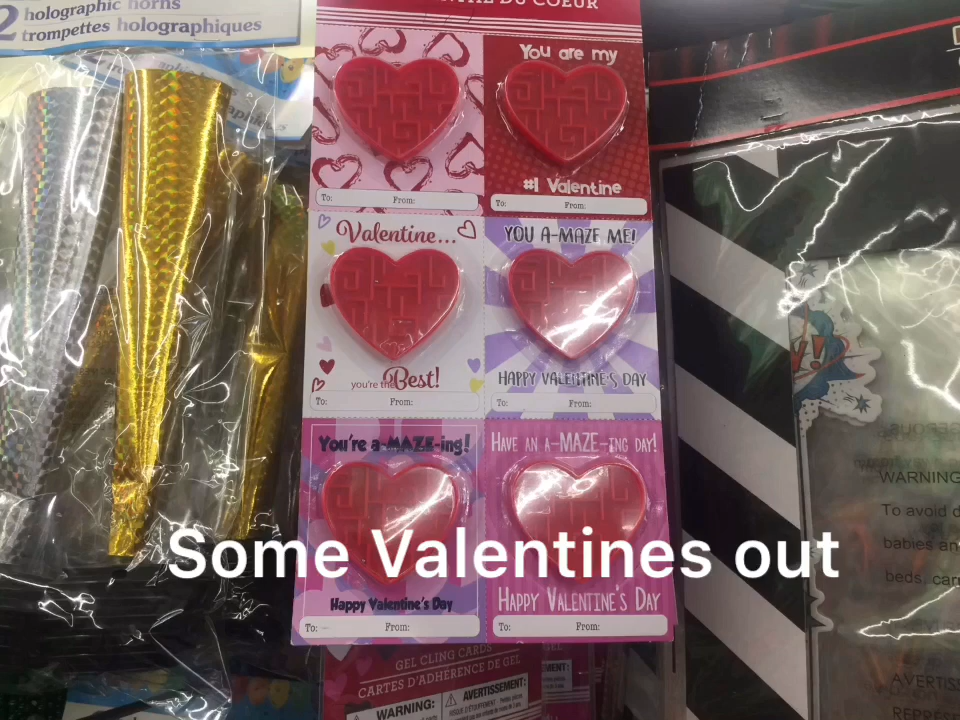 2 holographic horns
trompettes holographiques
DU COEUR
You are my
#1 Valentine
To: From:
To: From:
Valentine...
you're the Best!
To: From:
YOU A-MAZE ME!
HAPPY VALENTINE'S DAY
To: From:
You're a-MAZE-ing!
Happy Valentine's Day
To: From:
HAVE AN A-MAZE-ING DAY!
HAPPY VALENTINE'S DAY
To: From:
Some Valentines out
GEL CLING CARDS
CARTES D'ADHÉRENCE DE GEL
WARNING:
AVERTISSEMENT:
WARNING
To avoid
babies
beds